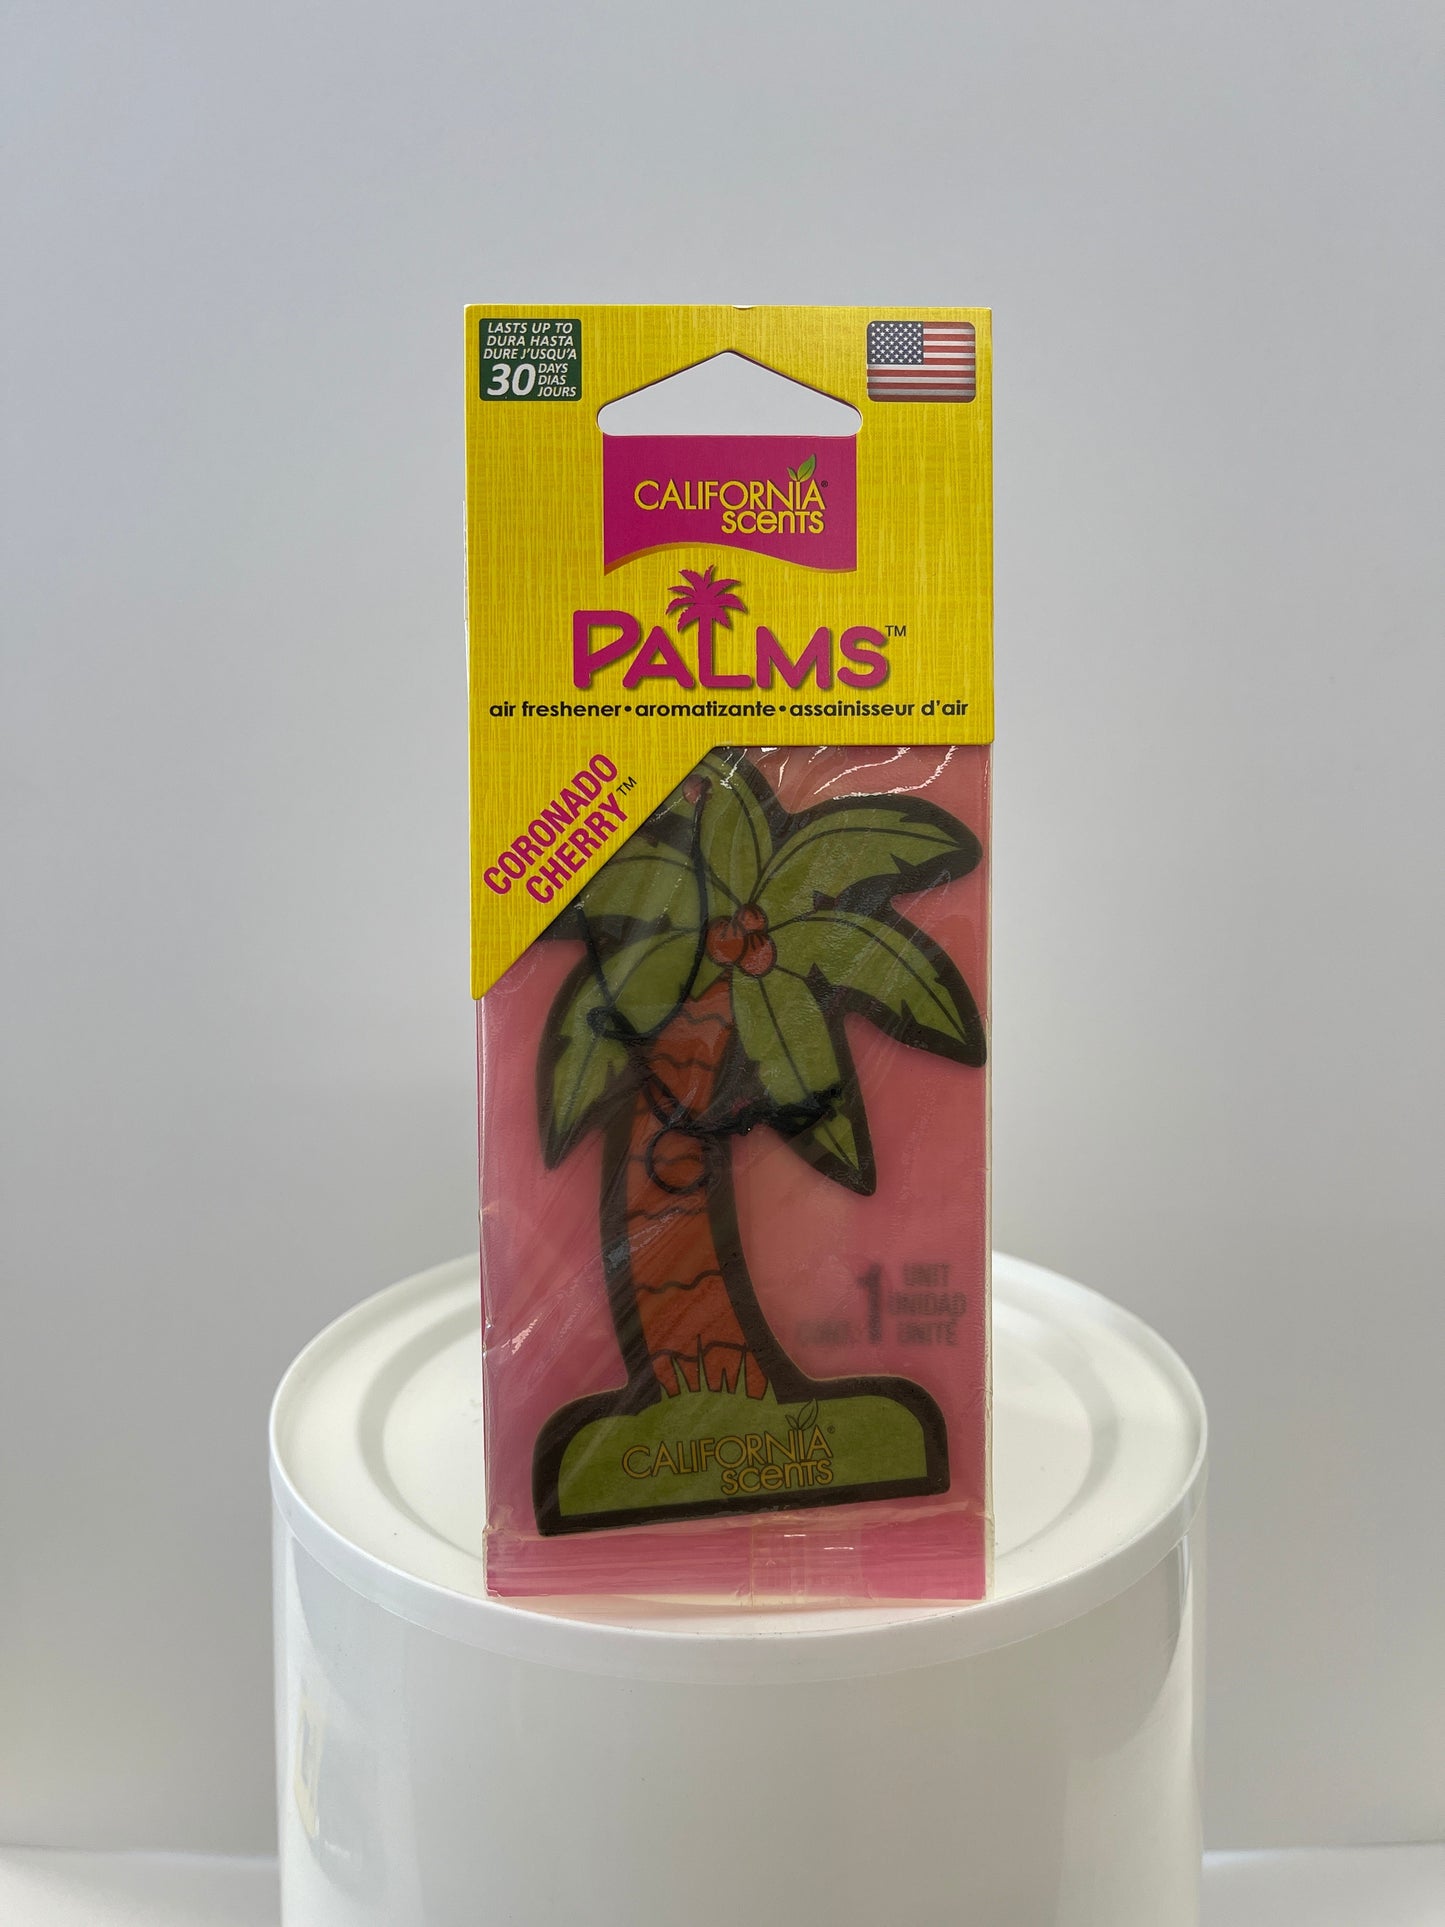 LASTS UP TO
DURA HASTA
DURE J'USQU'A
30 DAYS
DIAS
JOURS
CALIFORNIA®
SCENTS
PALMS™
air freshener•aromatizante•assainisseur d'air
CORONADO
CHERRY™
1 UNIT
UNIDAD
UNITÉ
CALIFORNIA®
SCENTS